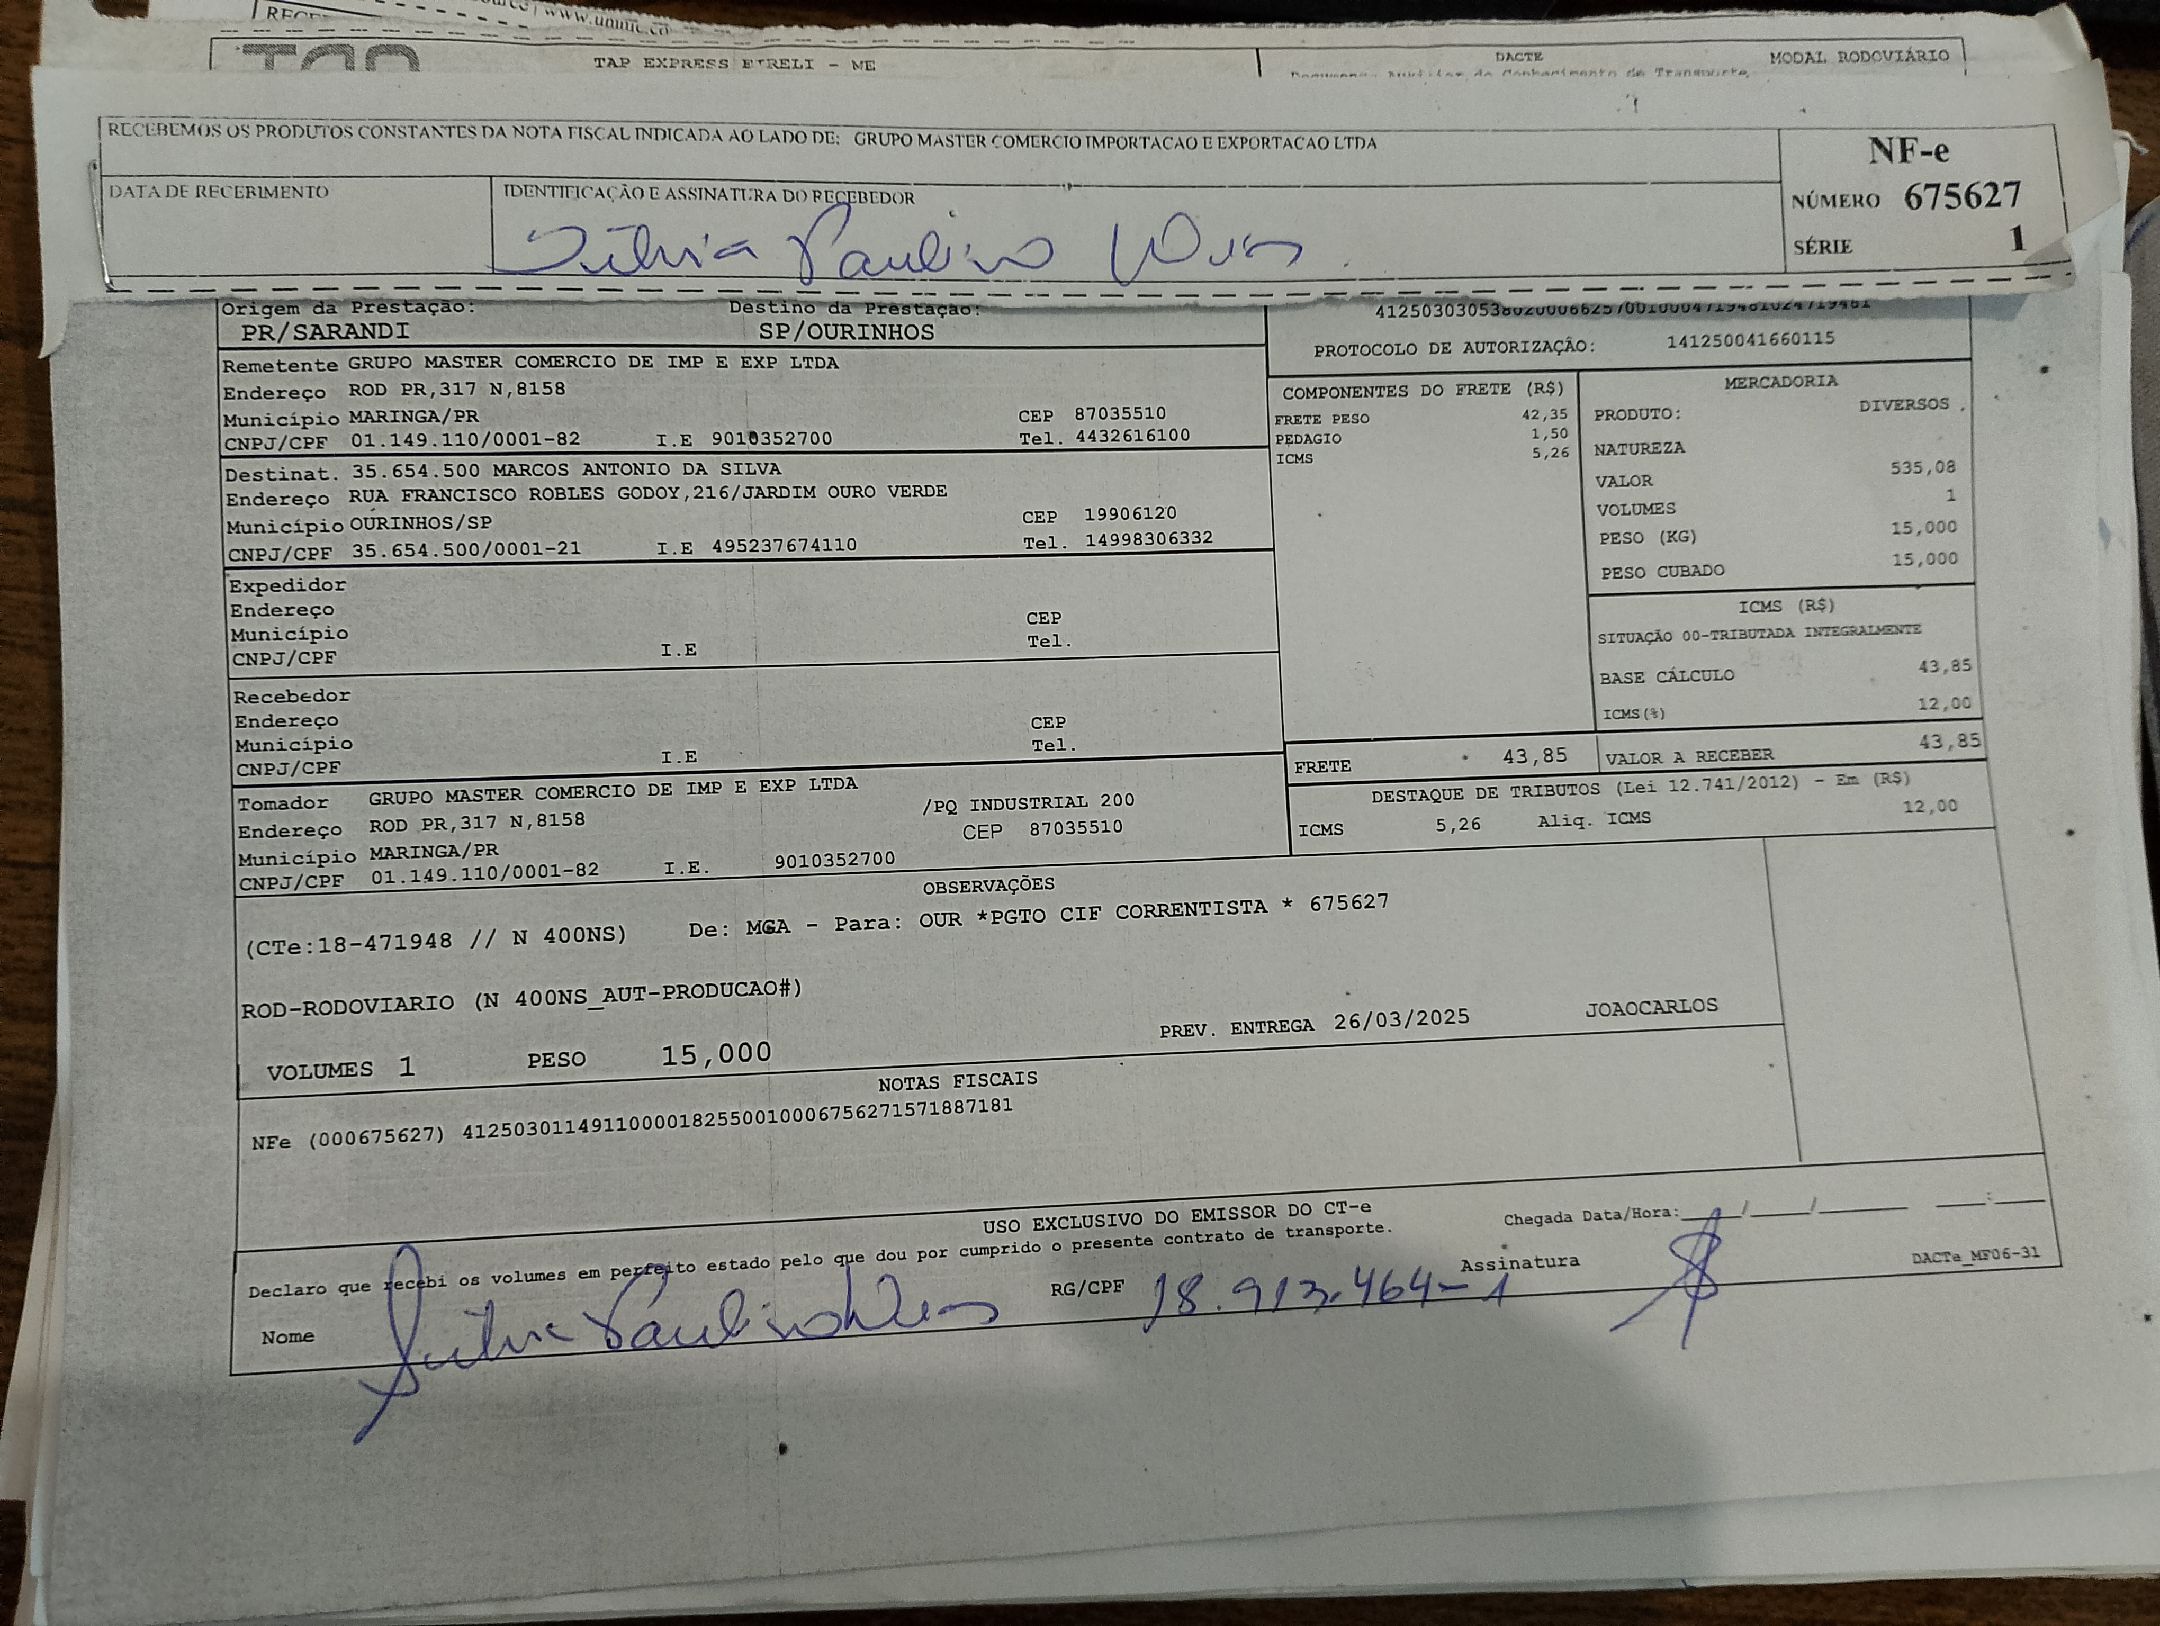 RECE
www.
TAP EXPRESS EIRELI - ME
DACTE
MODAL RODOVIÁRIO
RECEBEMOS OS PRODUTOS CONSTANTES DA NOTA FISCAL INDICADA AO LADO DE: GRUPO MASTER COMERCIO IMPORTACAO E EXPORTACAO LTDA
NF-e
NÚMERO 675627
SÉRIE 1
DATA DE RECEBIMENTO
IDENTIFICAÇÃO E ASSINATURA DO RECEBEDOR
Silvia Paulino
Origem da Prestação:
Destino da Prestação:
PR/SARANDI
SP/OURINHOS
PROTOCOLO DE AUTORIZAÇÃO: 141250041660115
Remetente GRUPO MASTER COMERCIO DE IMP E EXP LTDA
Endereço ROD PR,317 N,8158
Município MARINGA/PR CEP 87035510
CNPJ/CPF 01.149.110/0001-82 I.E 9010352700 Tel. 4432616100
Destinat. 35.654.500 MARCOS ANTONIO DA SILVA
Endereço RUA FRANCISCO ROBLES GODOY,216/JARDIM OURO VERDE
Município OURINHOS/SP CEP 19906120
CNPJ/CPF 35.654.500/0001-21 I.E 495237674110 Tel. 14998306332
Expedidor
Endereço
Município CEP
CNPJ/CPF I.E Tel.
Recebedor
Endereço
Município CEP
CNPJ/CPF I.E Tel.
Tomador GRUPO MASTER COMERCIO DE IMP E EXP LTDA
Endereço ROD PR,317 N,8158 /PQ INDUSTRIAL 200
Município MARINGA/PR CEP 87035510
CNPJ/CPF 01.149.110/0001-82 I.E. 9010352700
COMPONENTES DO FRETE (R$)
FRETE PESO 42,35
PEDAGIO 1,50
ICMS 5,26
MERCADORIA
PRODUTO: DIVERSOS
NATUREZA
VALOR 535,08
VOLUMES 1
PESO (KG) 15,000
PESO CUBADO 15,000
ICMS (R$)
SITUAÇÃO 00-TRIBUTADA INTEGRALMENTE
BASE CÁLCULO 43,85
ICMS(%) 12,00
FRETE 43,85
VALOR A RECEBER 43,85
DESTAQUE DE TRIBUTOS (Lei 12.741/2012) - Em (R$)
ICMS 5,26 Aliq. ICMS 12,00
OBSERVAÇÕES
(CTe:18-471948 // N 400NS) De: MGA - Para: OUR *PGTO CIF CORRENTISTA * 675627
ROD-RODOVIARIO (N 400NS_AUT-PRODUCAO#)
PREV. ENTREGA 26/03/2025 JOAOCARLOS
VOLUMES 1 PESO 15,000
NOTAS FISCAIS
NFe (000675627) 41250301149110000182550010006756271571887181
USO EXCLUSIVO DO EMISSOR DO CT-e
Chegada Data/Hora:____/____/______ ____:____
Declaro que recebi os volumes em perfeito estado pelo que dou por cumprido o presente contrato de transporte.
DACTe_MF06-31
Nome Silvia Paulino RG/CPF 18.913.464-1 Assinatura